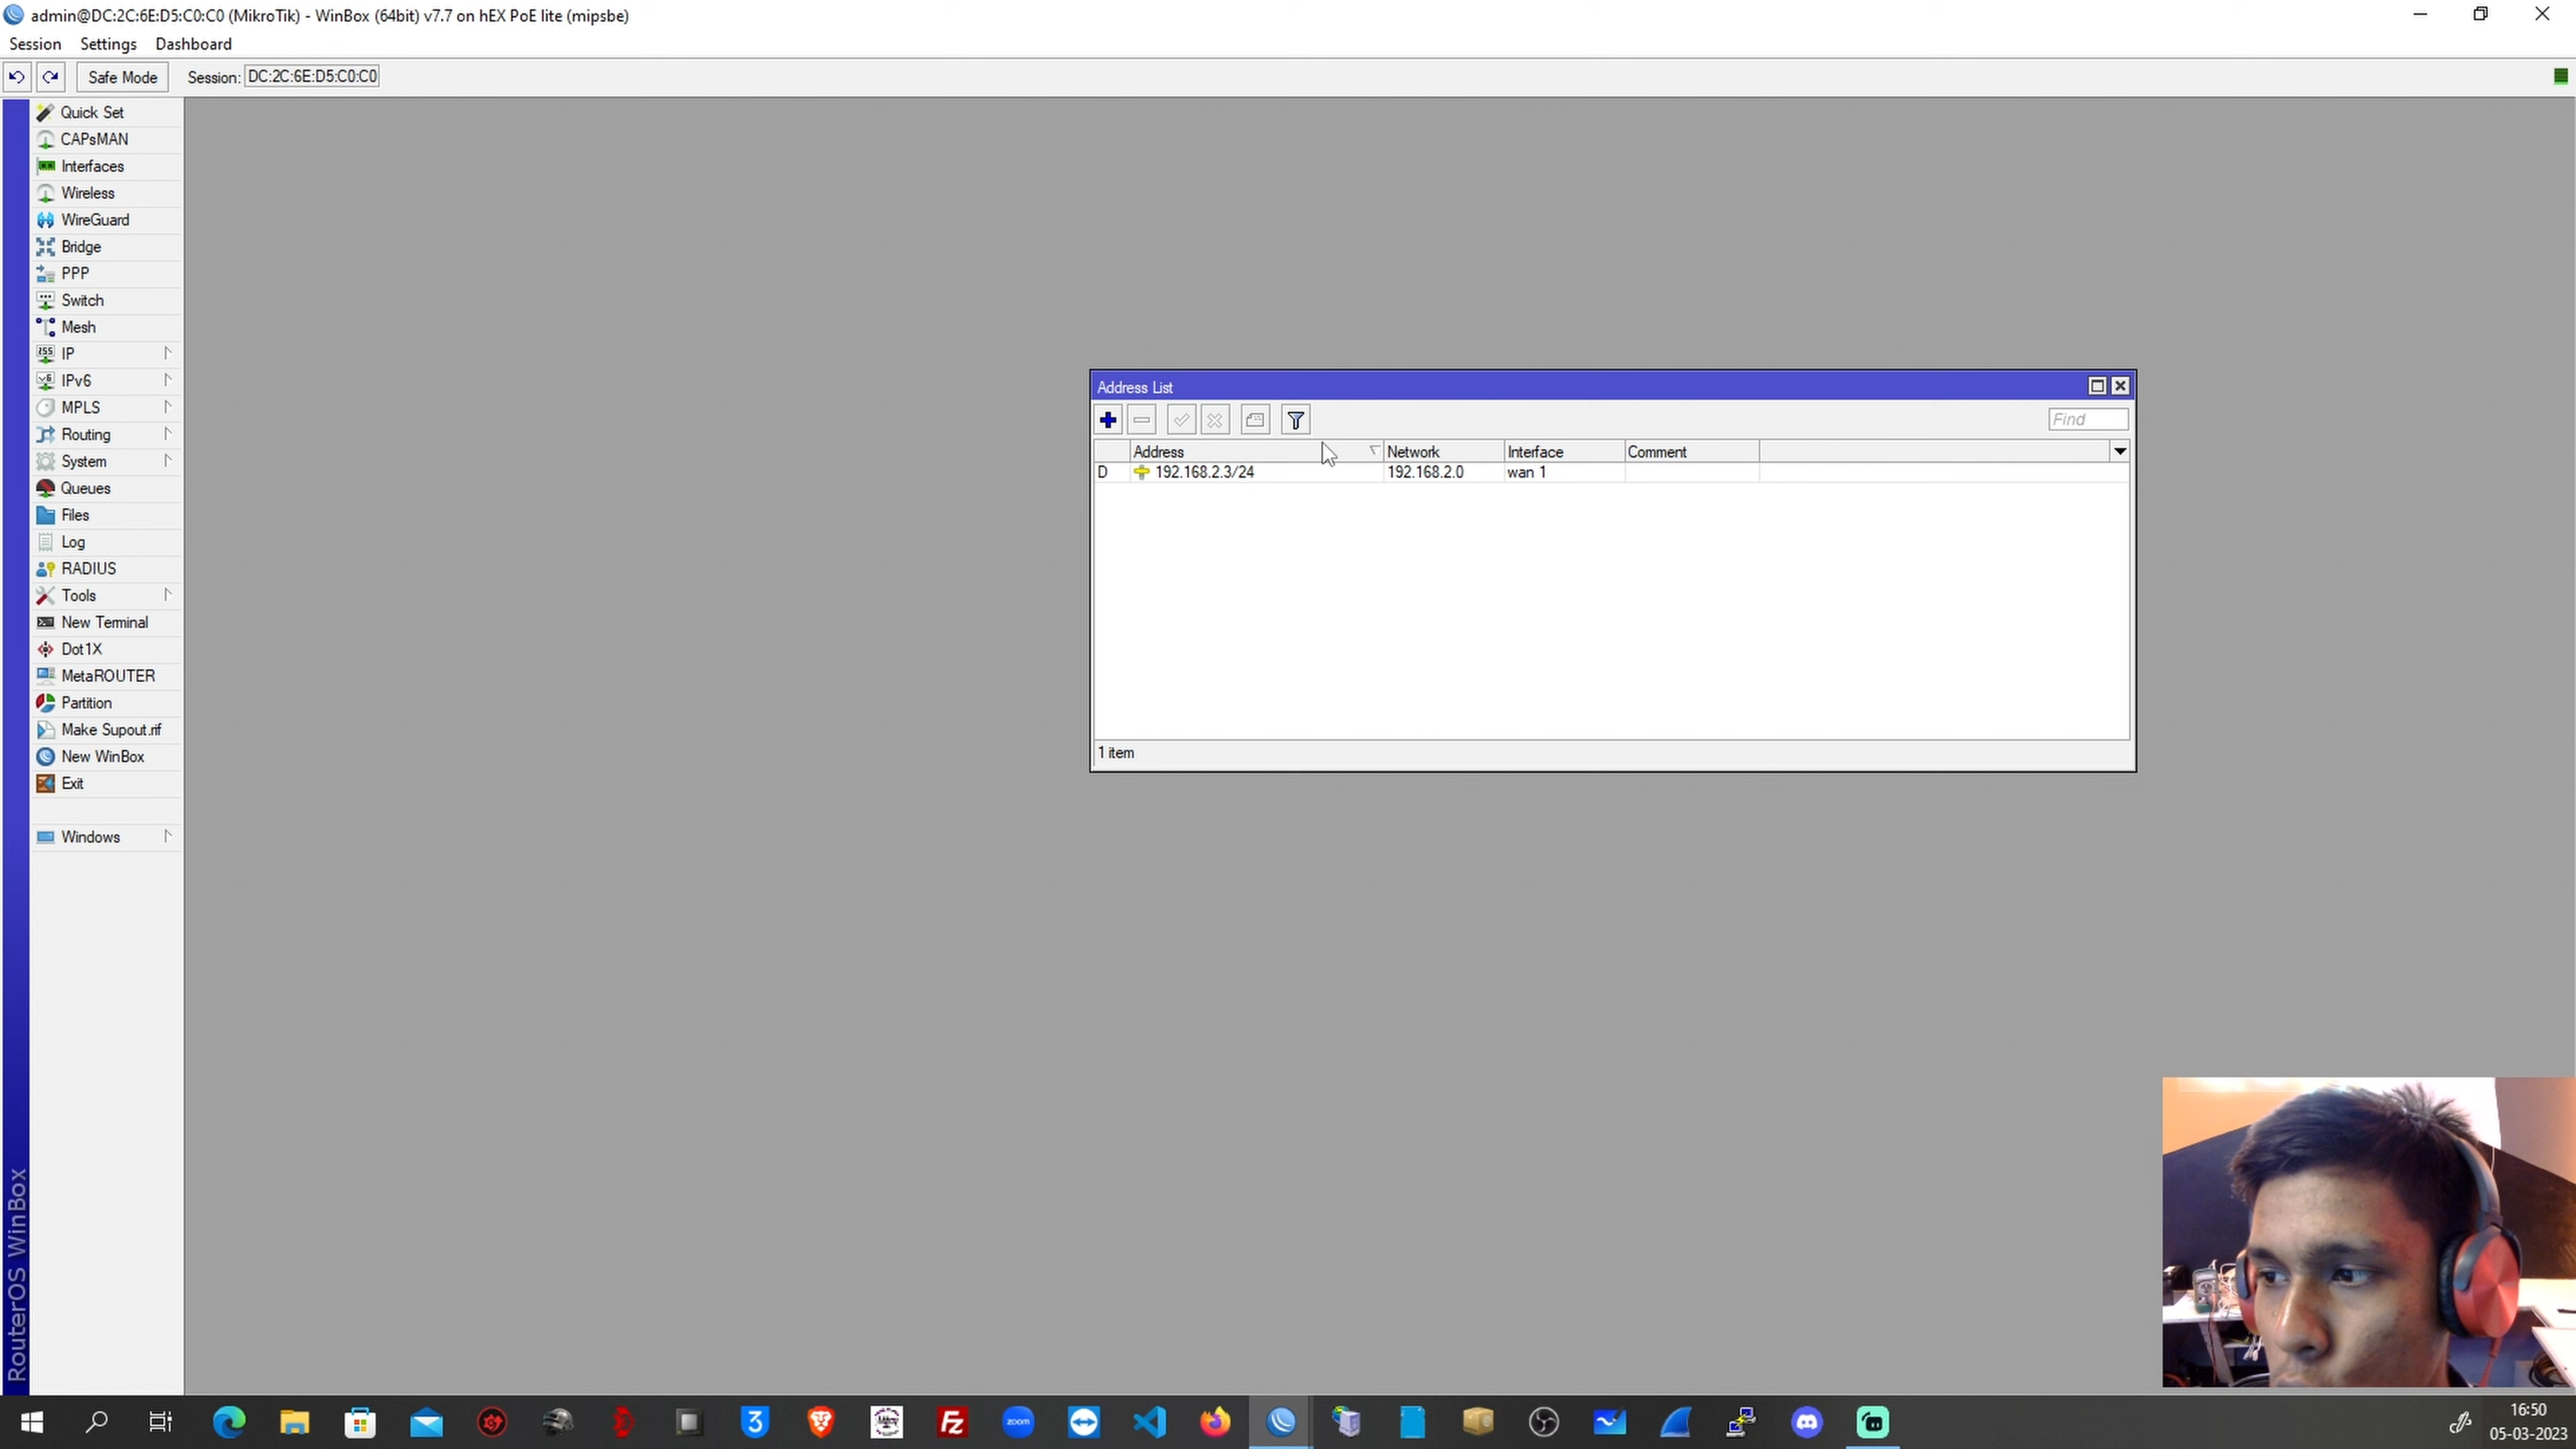 admin@DC:2C:6E:D5:C0:C0 (MikroTik) - WinBox (64bit) v7.7 on hEX PoE lite (mipsbe)
Session Settings Dashboard
Safe Mode Session: DC:2C:6E:D5:C0:C0
Quick Set
CAPsMAN
Interfaces
Wireless
WireGuard
Bridge
PPP
Switch
Mesh
IP
IPv6
MPLS
Routing
System
Queues
Files
Log
RADIUS
Tools
New Terminal
Dot1X
MetaROUTER
Partition
Make Supout.rif
New WinBox
Exit
Windows
RouterOS WinBox
Address List
Find
Address Network Interface Comment
D 192.168.2.3/24 192.168.2.0 wan 1
1 item
3
Fz
zoom
16:50
05-03-2023